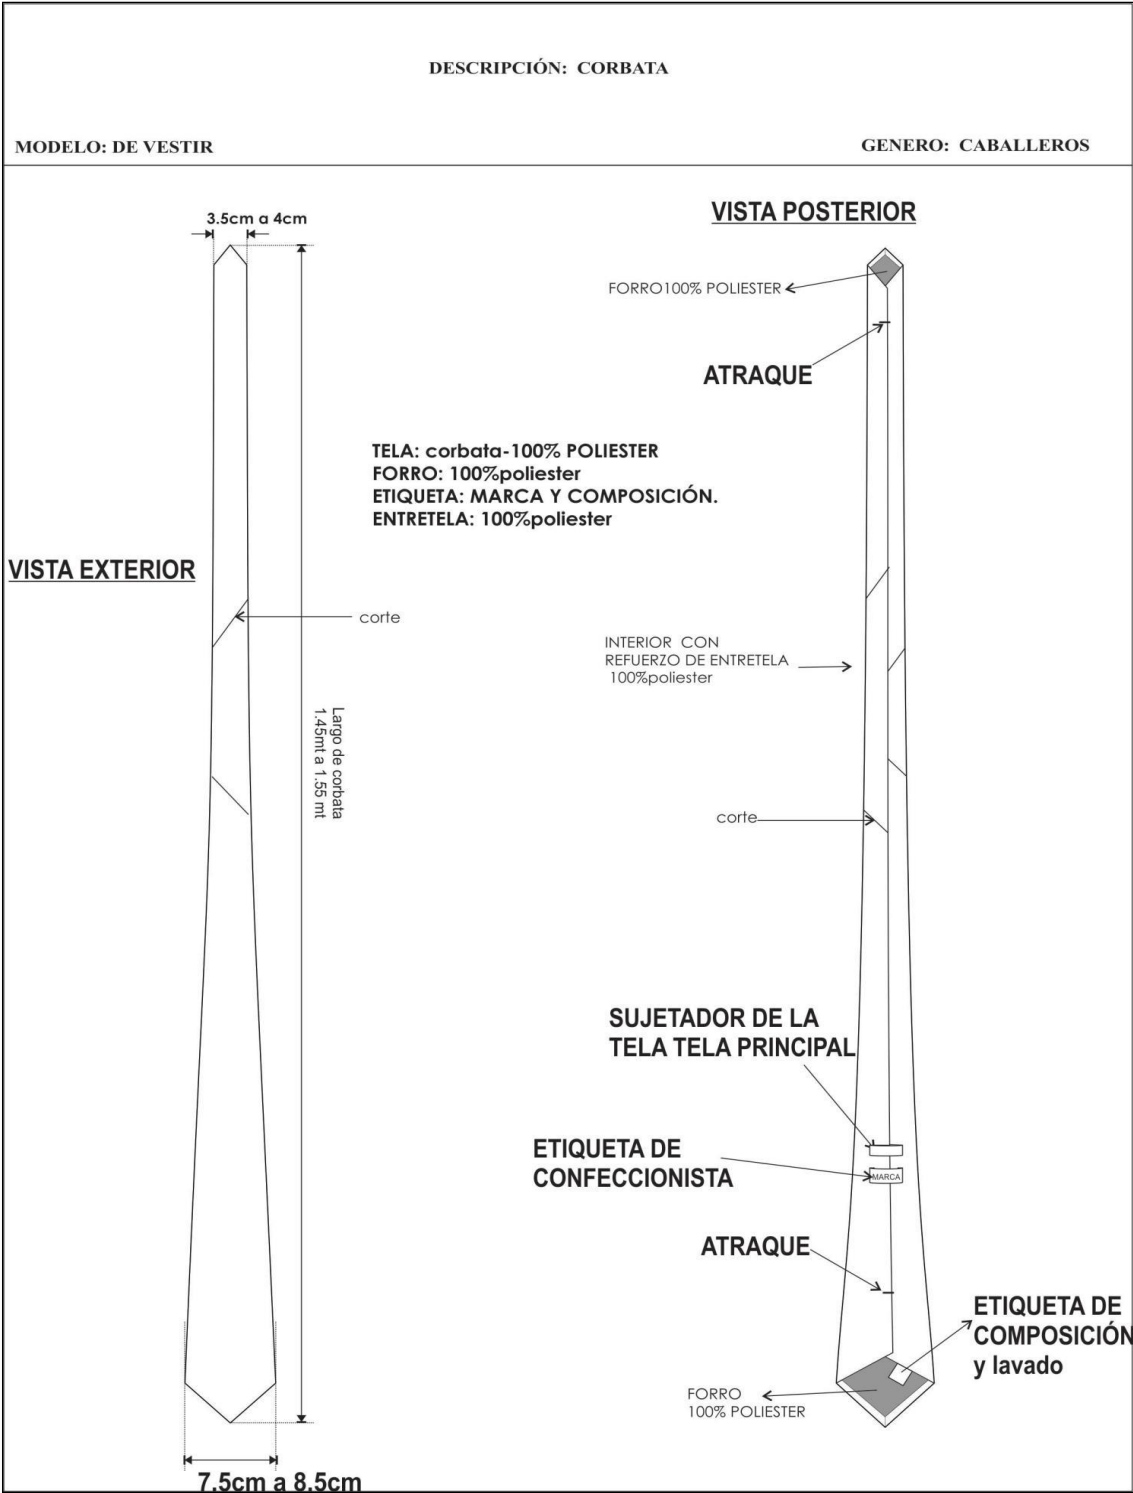 DESCRIPCIÓN: CORBATA
MODELO: DE VESTIR
GENERO: CABALLEROS
3.5cm a 4cm
VISTA POSTERIOR
FORRO100% POLIESTER
ATRAQUE
TELA: corbata-100% POLIESTER
FORRO: 100%poliester
ETIQUETA: MARCA Y COMPOSICIÓN.
ENTRETELA: 100%poliester
VISTA EXTERIOR
corte
INTERIOR CON
REFUERZO DE ENTRETELA
100%poliester
Largo de corbata
1.45mt a 1.55 mt
corte
SUJETADOR DE LA
TELA TELA PRINCIPAL
ETIQUETA DE
CONFECCIONISTA
MARCA
ATRAQUE
ETIQUETA DE
COMPOSICIÓN
y lavado
FORRO
100% POLIESTER
7.5cm a 8.5cm